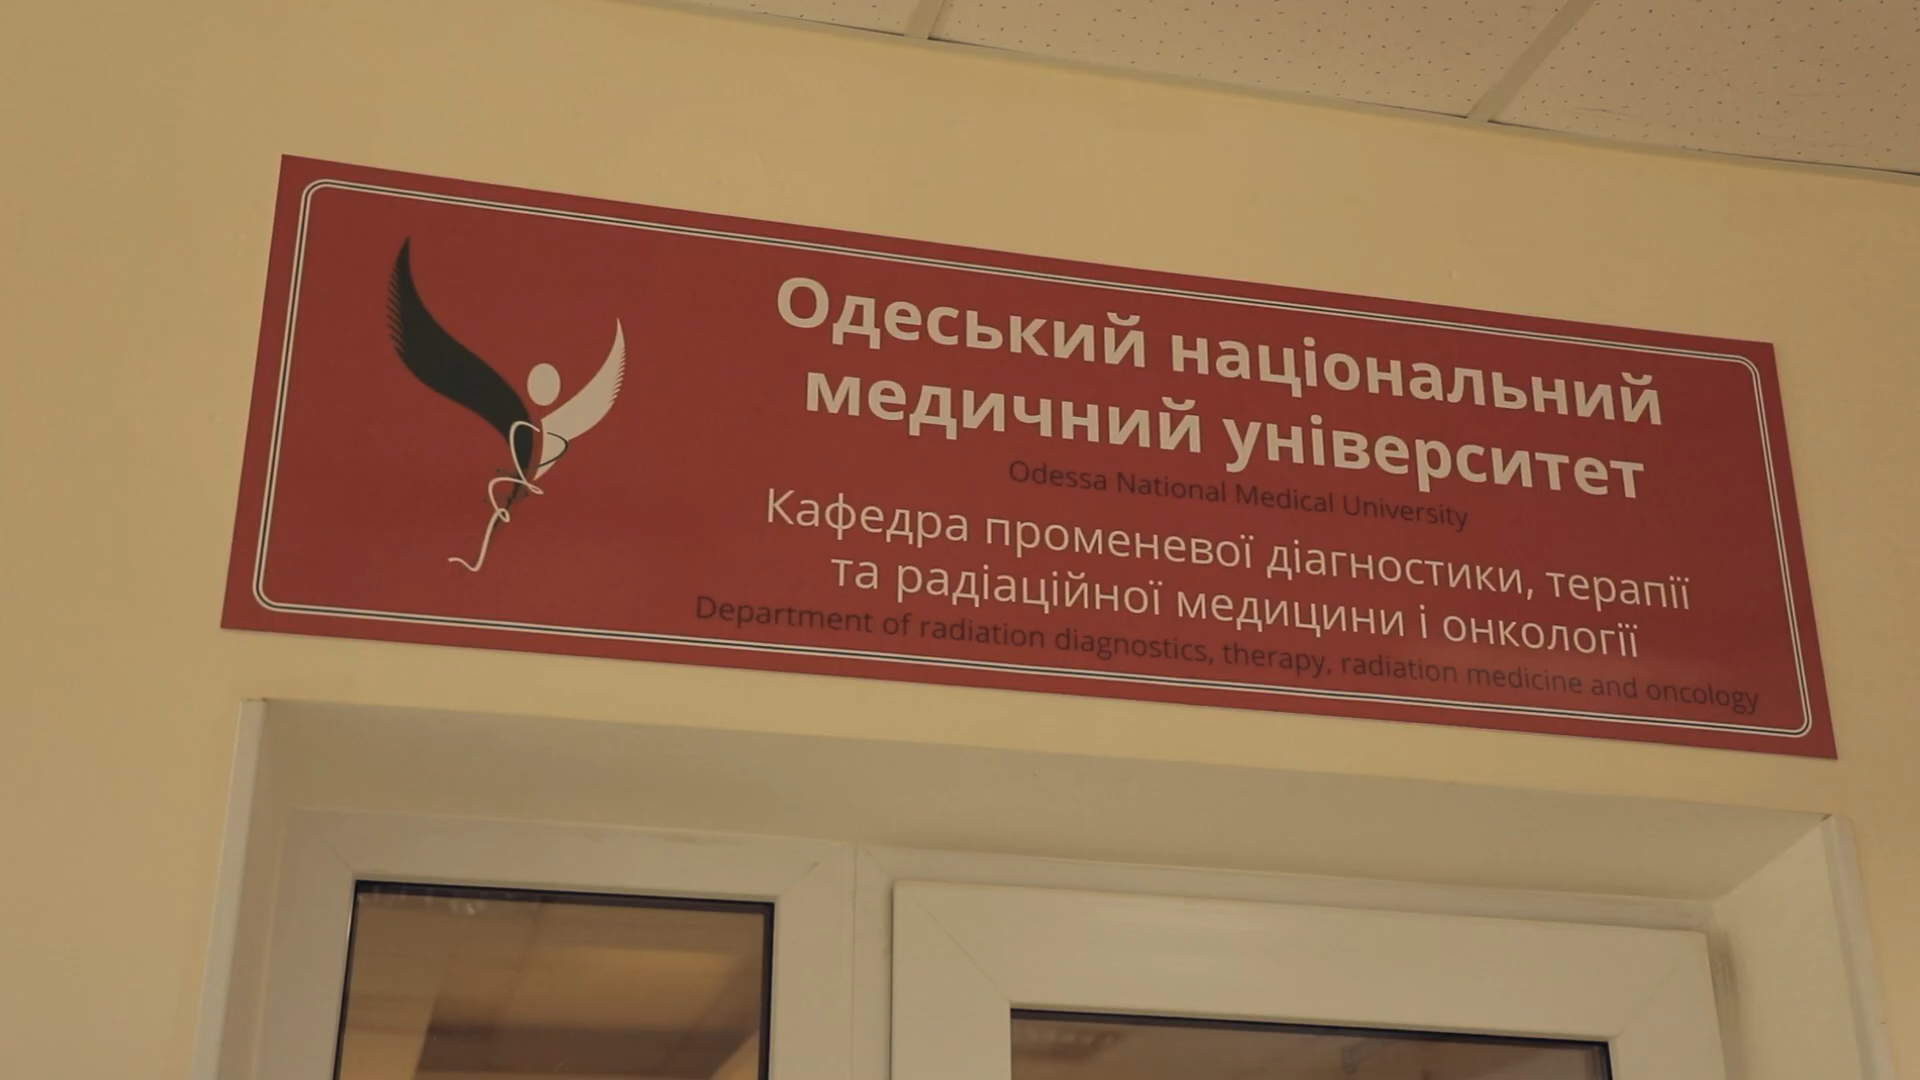 Одеський національний
медичний університет
Odessa National Medical University
Кафедра променевої діагностики, терапії
та радіаційної медицини і онкології
Department of radiation diagnostics, therapy, radiation medicine and oncology